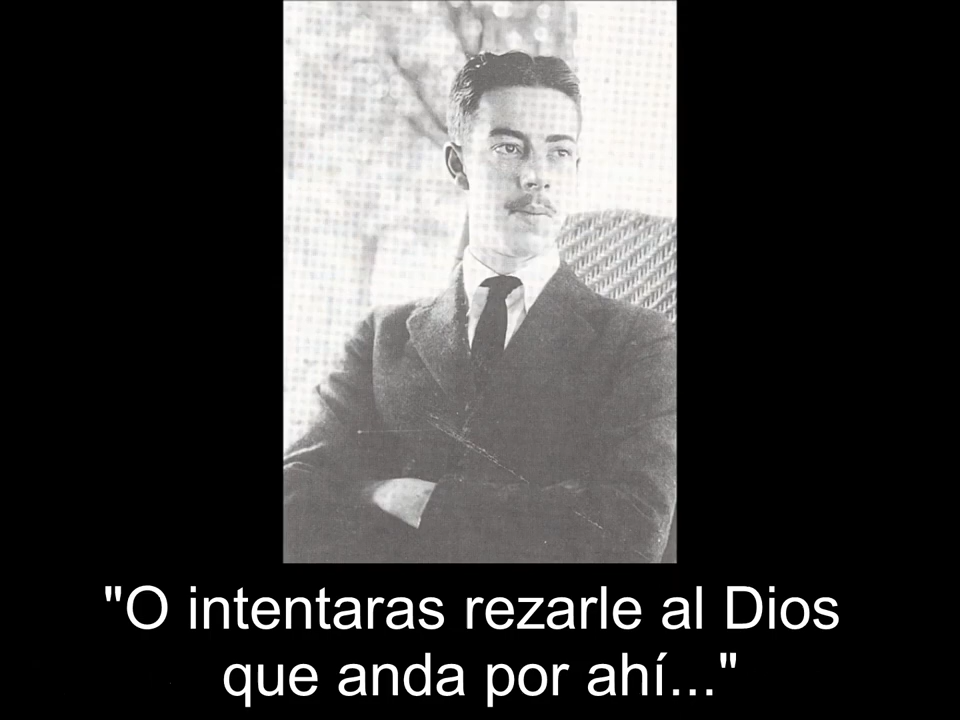 "O intentaras rezarle al Dios
que anda por ahí..."